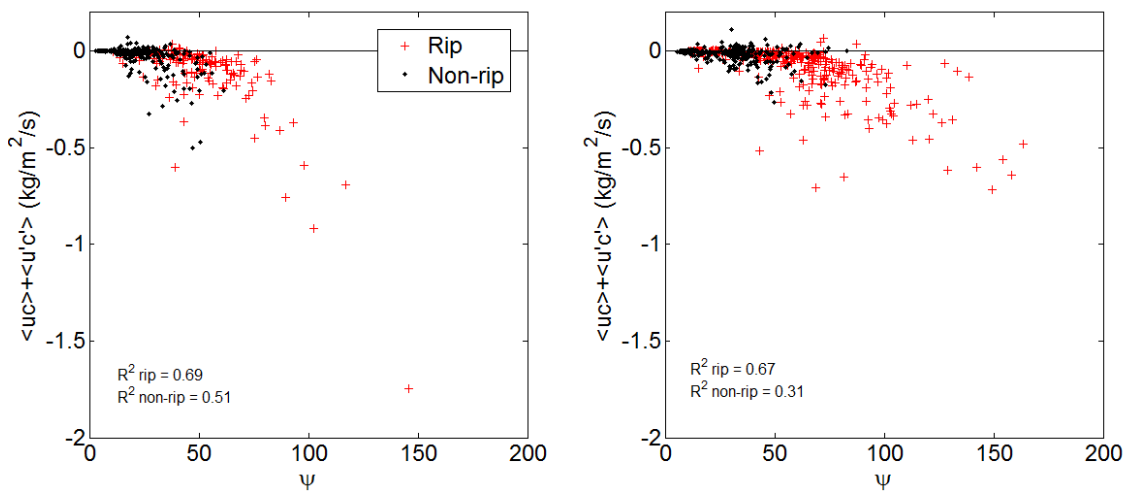 0
-0.5
-1
-1.5
-2
0
50
100
150
200
<uc>+<u'c'> (kg/m²/s)
ψ
Rip
Non-rip
R² rip = 0.69
R² non-rip = 0.51
0
-0.5
-1
-1.5
-2
0
50
100
150
200
<uc>+<u'c'> (kg/m²/s)
ψ
R² rip = 0.67
R² non-rip = 0.31